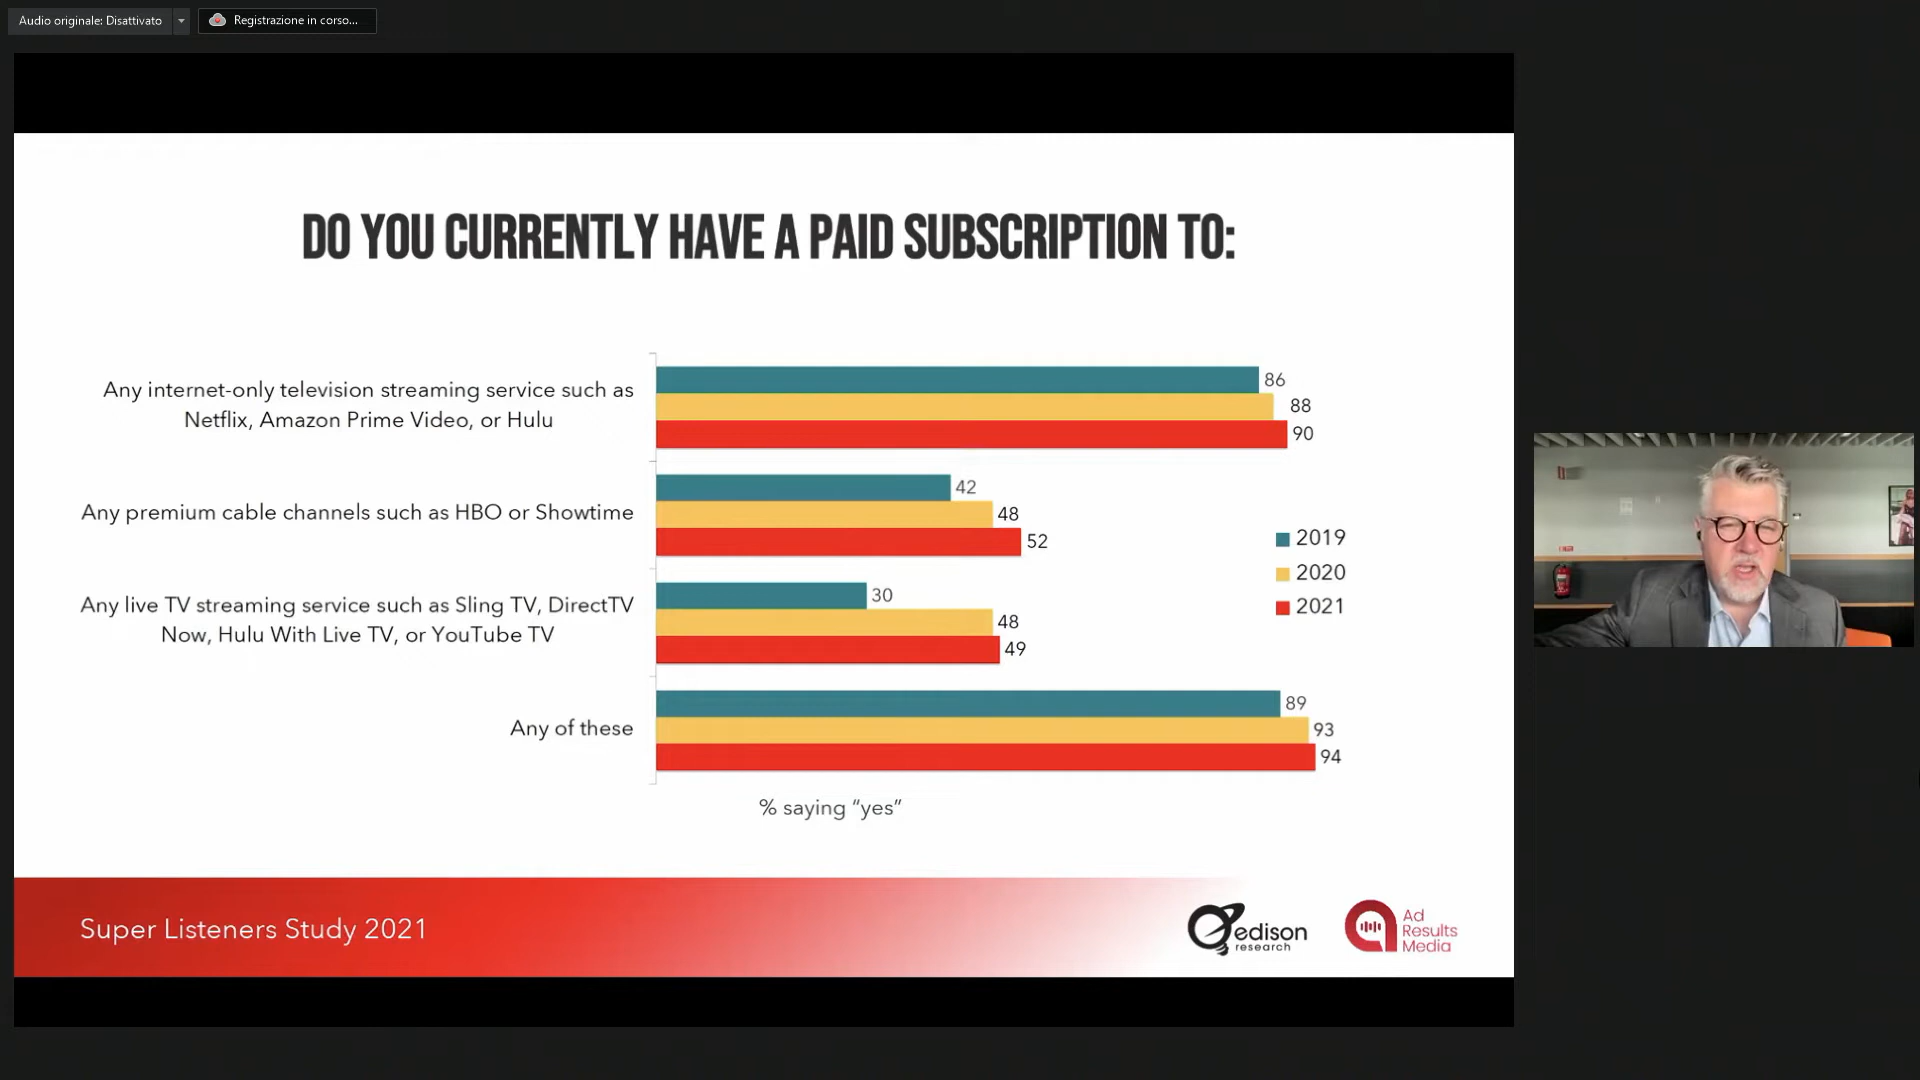 Audio originale: Disattivato
Registrazione in corso...
DO YOU CURRENTLY HAVE A PAID SUBSCRIPTION TO:
Any internet-only television streaming service such as
Netflix, Amazon Prime Video, or Hulu
86
88
90
Any premium cable channels such as HBO or Showtime
42
48
52
Any live TV streaming service such as Sling TV, DirectTV
Now, Hulu With Live TV, or YouTube TV
30
48
49
Any of these
89
93
94
2019
2020
2021
% saying “yes”
Super Listeners Study 2021
edison
research
Ad
Results
Media